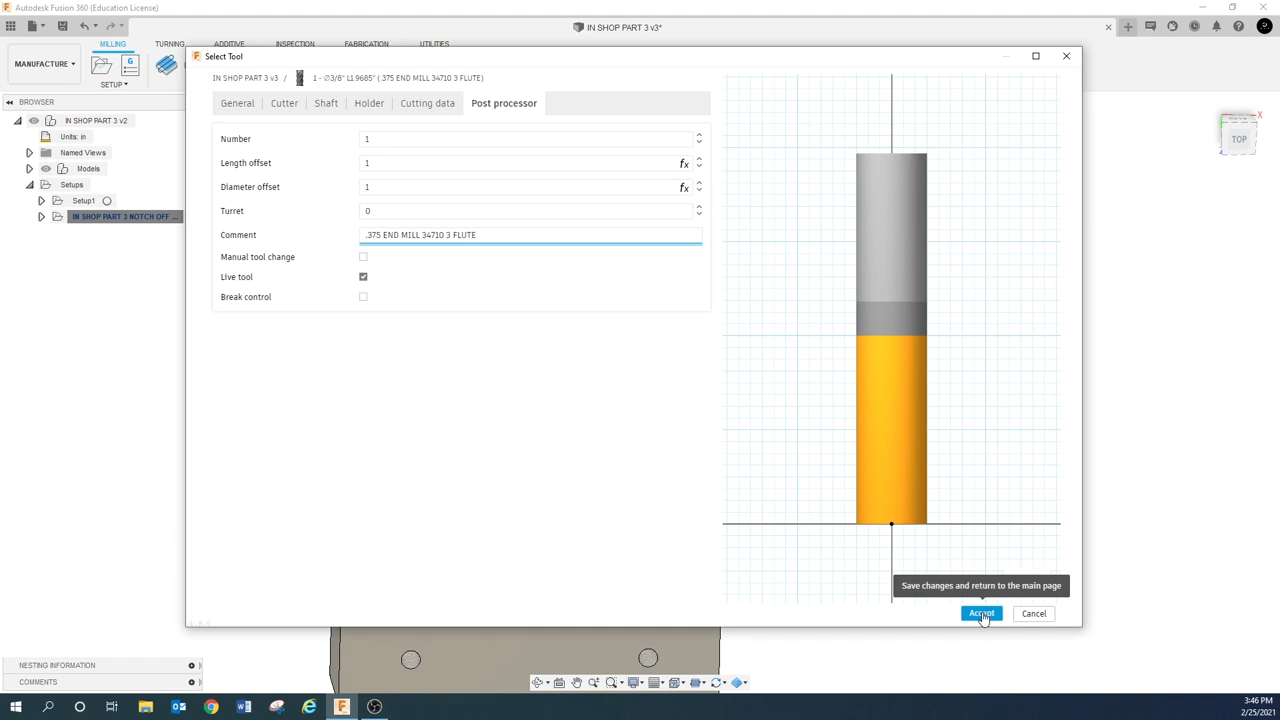 Autodesk Fusion 360 (Education License)
IN SHOP PART 3 v3*
MILLING TURNING ADDITIVE INSPECTION FABRICATION UTILITIES
MANUFACTURE
SETUP
Select Tool
IN SHOP PART 3 v3 / 1 - Ø3/8" L1.9685" (.375 END MILL 34710 3 FLUTE)
General Cutter Shaft Holder Cutting data Post processor
Number 1
Length offset 1 fx
Diameter offset 1 fx
Turret 0
Comment .375 END MILL 34710 3 FLUTE
Manual tool change
Live tool
Break control
BROWSER
IN SHOP PART 3 v2
Units: in
Named Views
Models
Setups
Setup1
IN SHOP PART 3 NOTCH OFF ...
TOP
X
Save changes and return to the main page
Accept Cancel
NESTING INFORMATION
COMMENTS
3:46 PM
2/25/2021